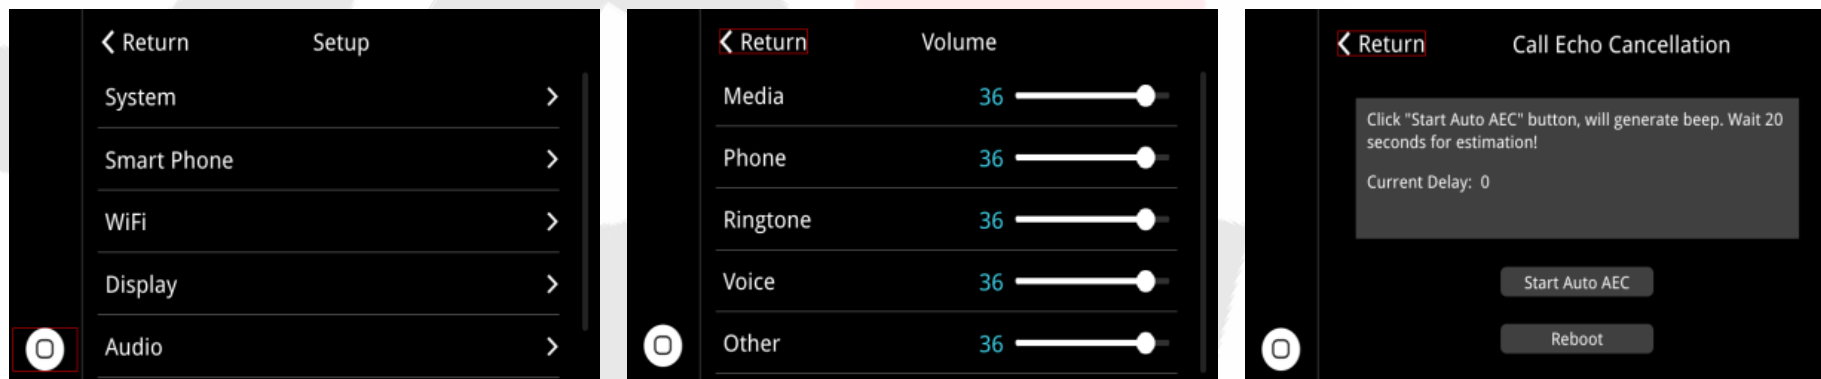 Return Setup
System
Smart Phone
WiFi
Display
Audio
Return Volume
Media 36
Phone 36
Ringtone 36
Voice 36
Other 36
Return Call Echo Cancellation
Click "Start Auto AEC" button, will generate beep. Wait 20
seconds for estimation!
Current Delay: 0
Start Auto AEC
Reboot